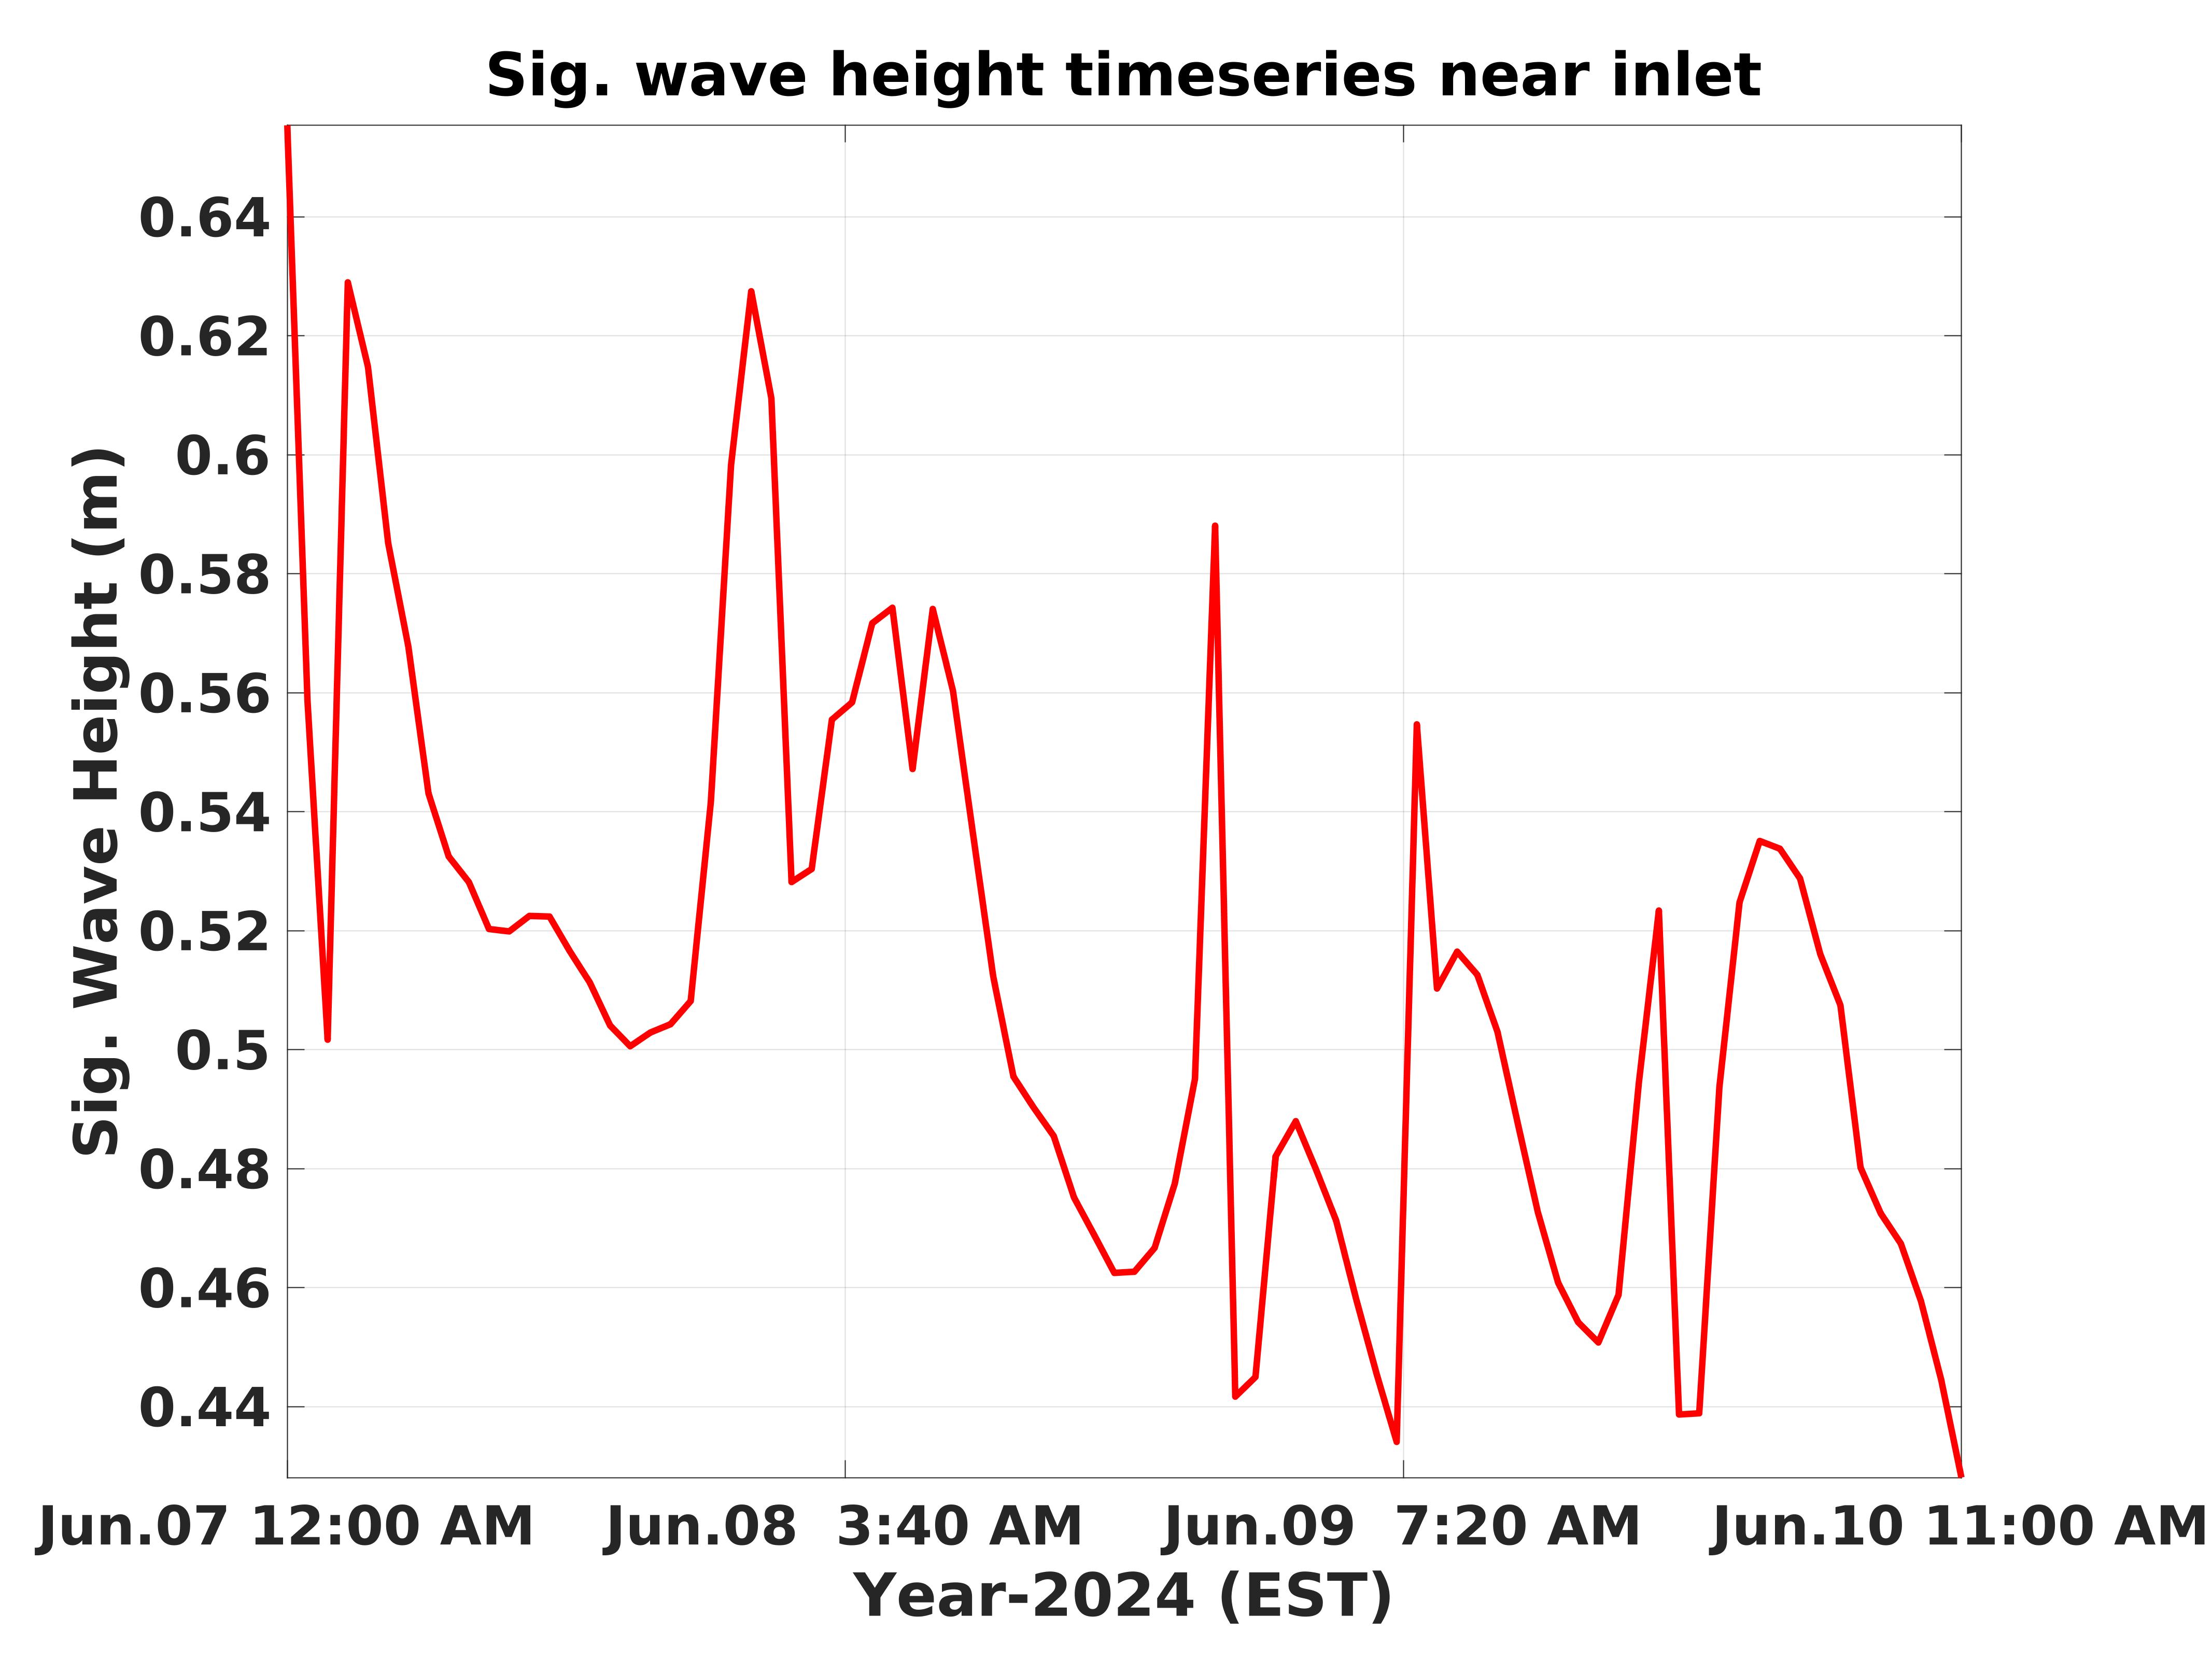 Sig. wave height timeseries near inlet
Sig. Wave Height (m)
0.64
0.62
0.6
0.58
0.56
0.54
0.52
0.5
0.48
0.46
0.44
Jun.07 12:00 AM Jun.08 3:40 AM Jun.09 7:20 AM Jun.10 11:00 AM
Year-2024 (EST)